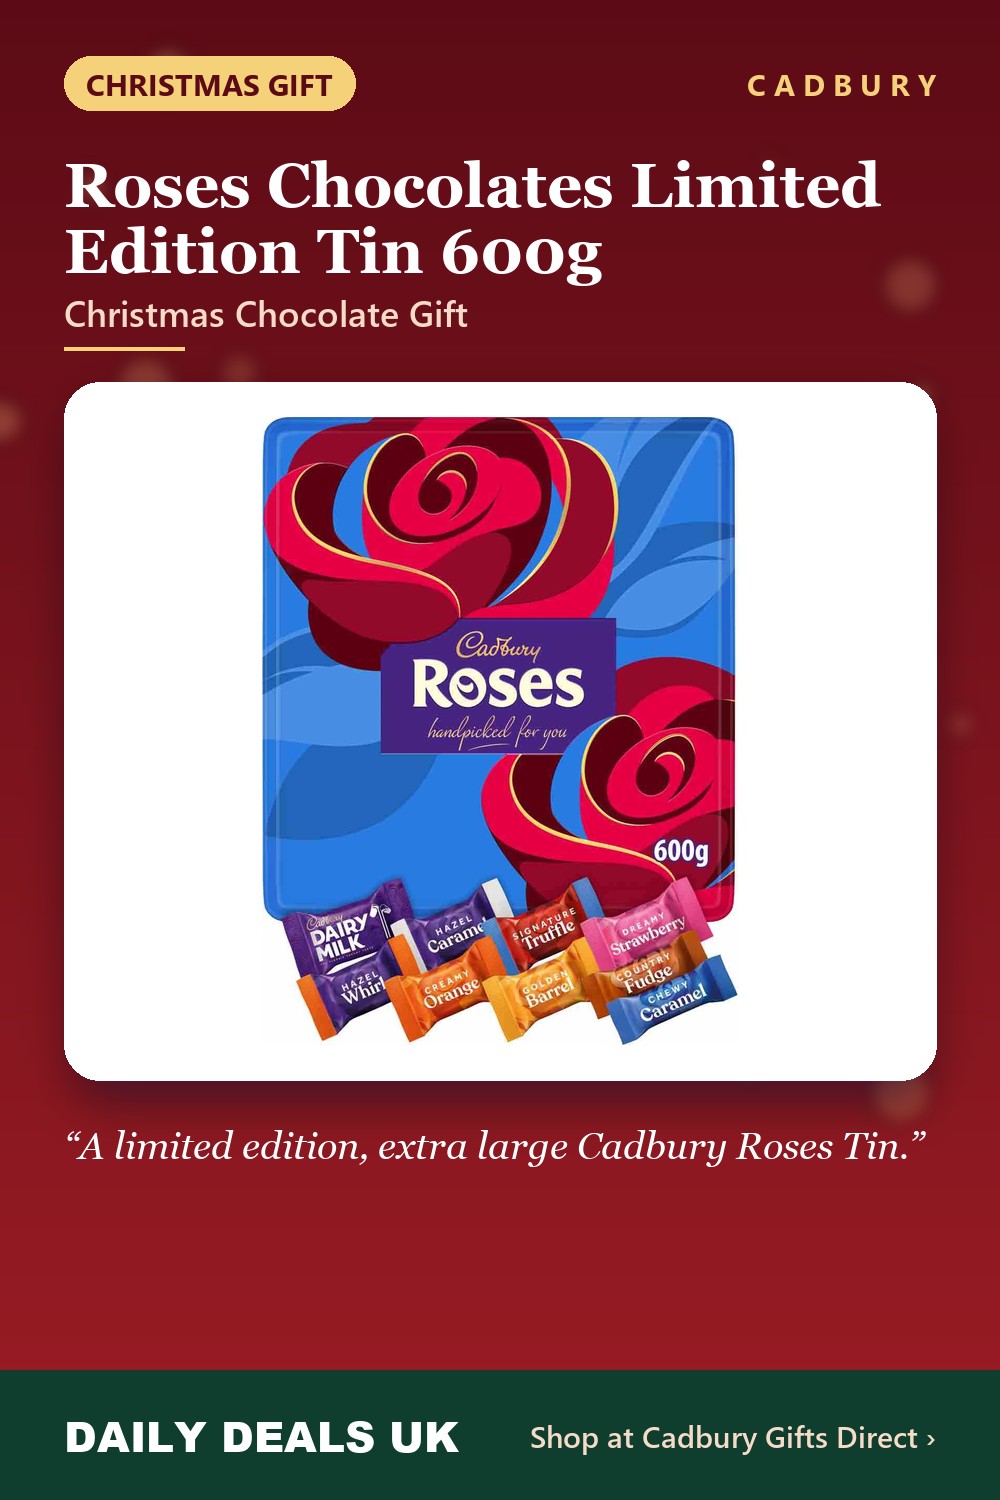 CHRISTMAS GIFT
CADBURY
Roses Chocolates Limited
Edition Tin 600g
Christmas Chocolate Gift
Cadbury
Roses
handpicked for you
600g
Cadbury
DAIRY
MILK
HAZEL
Carame
SIGNATURE
Truffle
DREAMY
Strawberry
HAZEL
Whirl
CREAMY
Orange
GOLDEN
Barrel
COUNTRY
Fudge
CHEWY
Caramel
“A limited edition, extra large Cadbury Roses Tin.”
DAILY DEALS UK
Shop at Cadbury Gifts Direct ›